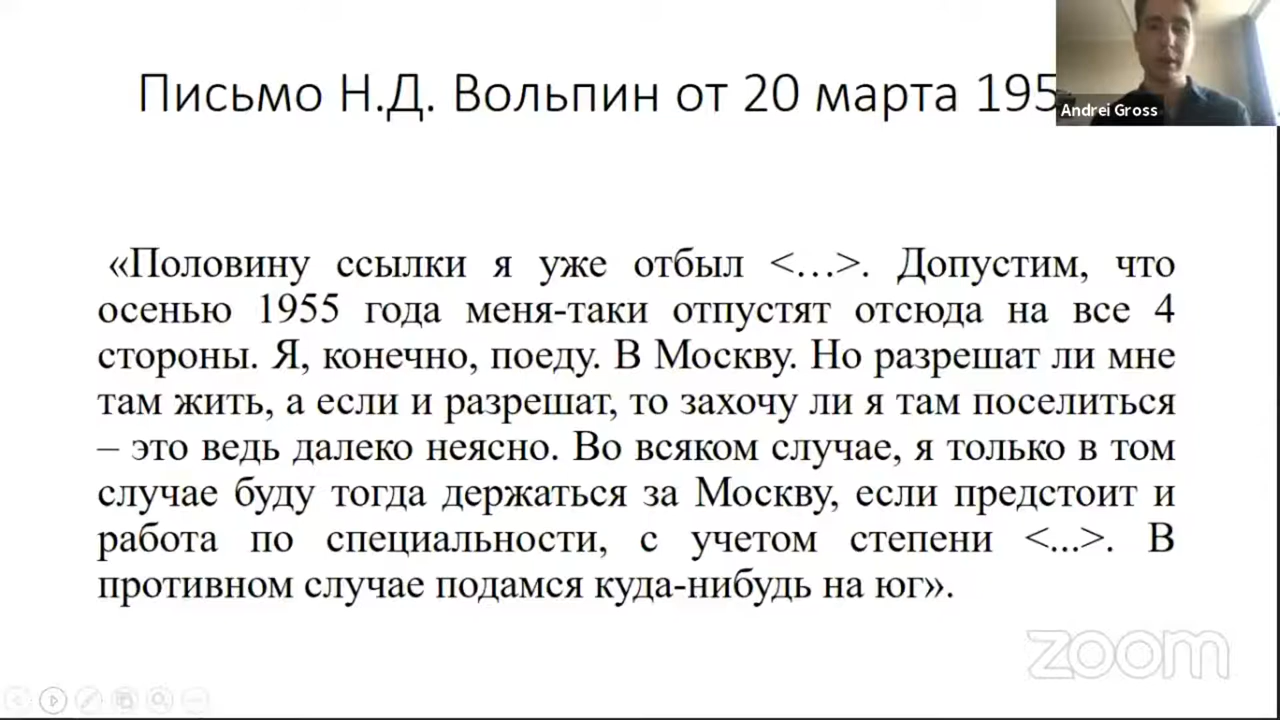 Письмо Н.Д. Вольпин от 20 марта 195
Andrei Gross
«Половину ссылки я уже отбыл <…>. Допустим, что
осенью 1955 года меня-таки отпустят отсюда на все 4
стороны. Я, конечно, поеду. В Москву. Но разрешат ли мне
там жить, а если и разрешат, то захочу ли я там поселиться
– это ведь далеко неясно. Во всяком случае, я только в том
случае буду тогда держаться за Москву, если предстоит и
работа по специальности, с учетом степени <...>. В
противном случае подамся куда-нибудь на юг».
zoom